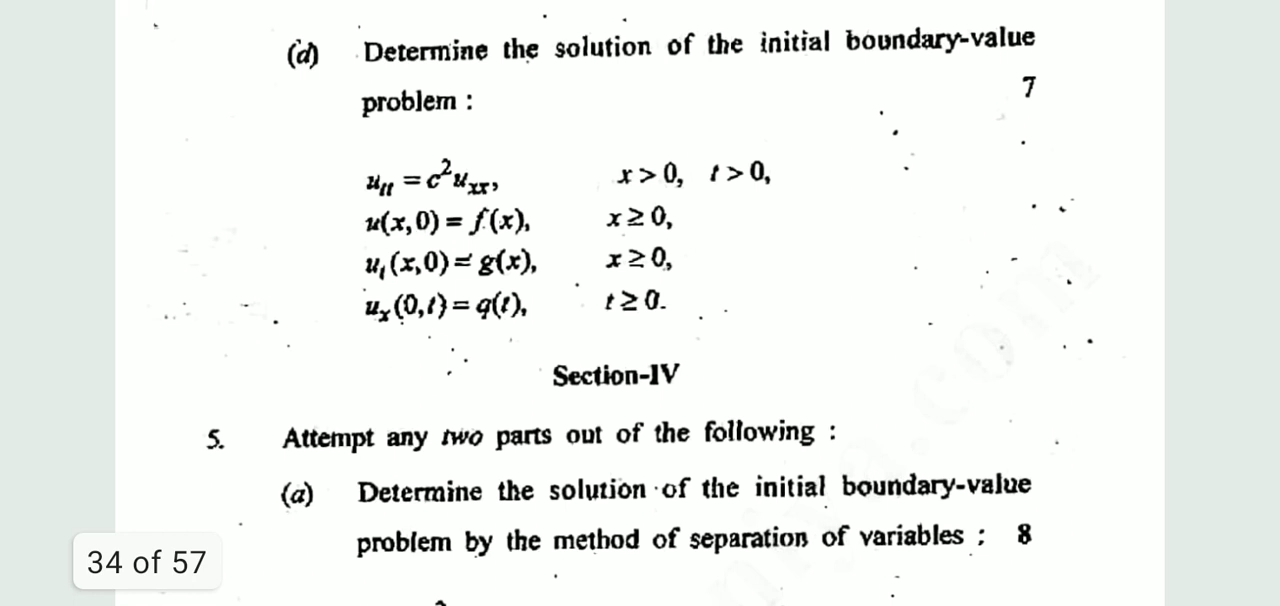 (d) Determine the solution of the initial boundary-value
problem : 7
u_tt = c²u_xx, x > 0, t > 0,
u(x,0) = f(x), x ≥ 0,
u_t(x,0) = g(x), x ≥ 0,
u_x(0,t) = q(t), t ≥ 0.
Section-IV
5. Attempt any two parts out of the following :
(a) Determine the solution of the initial boundary-value
problem by the method of separation of variables : 8
34 of 57